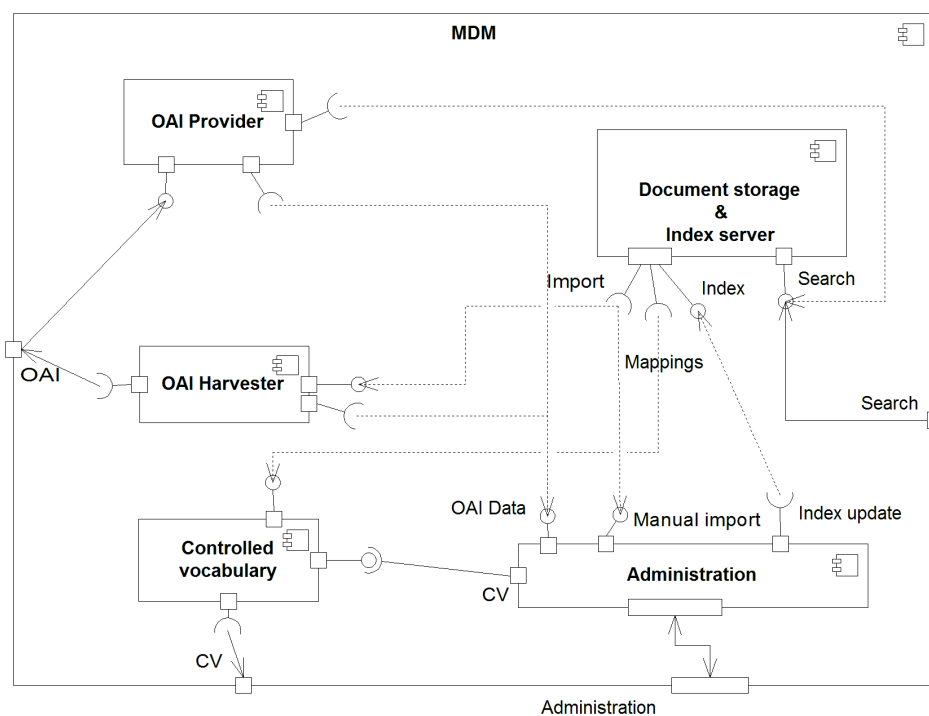 MDM
OAI Provider
Document storage
&
Index server
Import
Index
Search
Mappings
OAI
OAI Harvester
Search
OAI Data
Manual import
Index update
Controlled
vocabulary
Administration
CV
CV
Administration